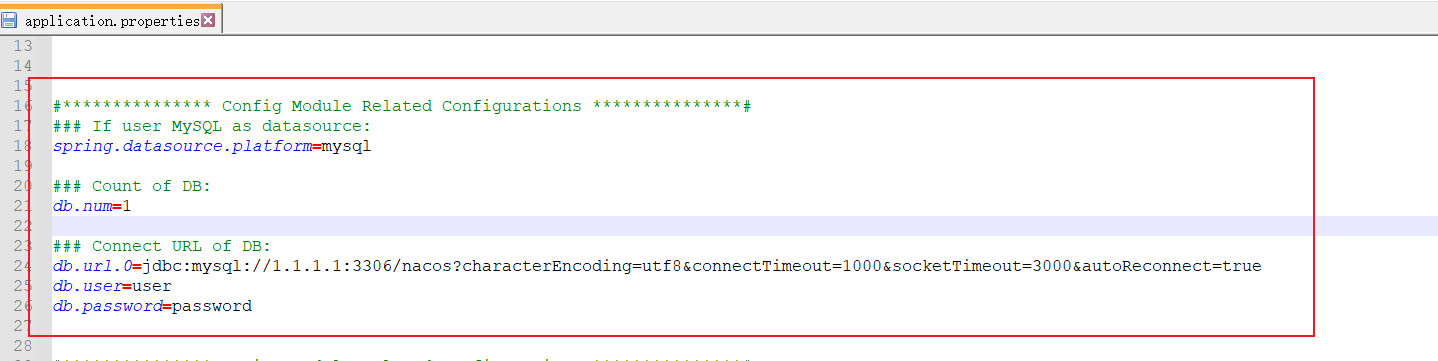 application.properties
13
14
15
16 #*************** Config Module Related Configurations ***************#
17 ### If user MySQL as datasource:
18 spring.datasource.platform=mysql
19
20 ### Count of DB:
21 db.num=1
22
23 ### Connect URL of DB:
24 db.url.0=jdbc:mysql://1.1.1.1:3306/nacos?characterEncoding=utf8&connectTimeout=1000&socketTimeout=3000&autoReconnect=true
25 db.user=user
26 db.password=password
27
28